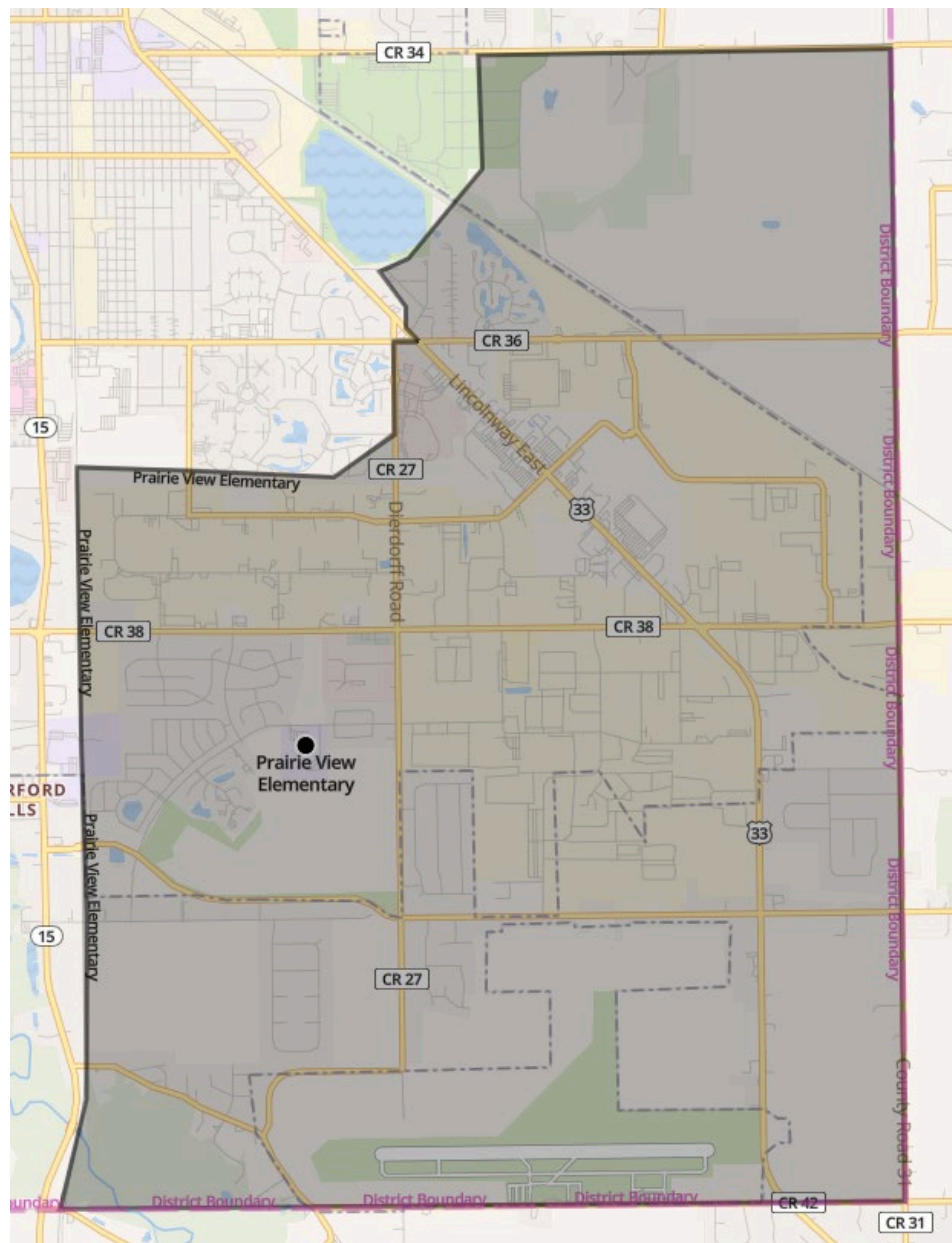 CR 34
District Boundary
CR 36
Lincolnway East
15
District Boundary
CR 27
Prairie View Elementary
33
Dierdorff Road
Prairie View Elementary
CR 38
CR 38
District Boundary
Prairie View
Elementary
RFORD
LLS
33
Prairie View Elementary
District Boundary
15
CR 27
County Road 31
oundary
District Boundary
District Boundary
District Boundary
CR 42
CR 31